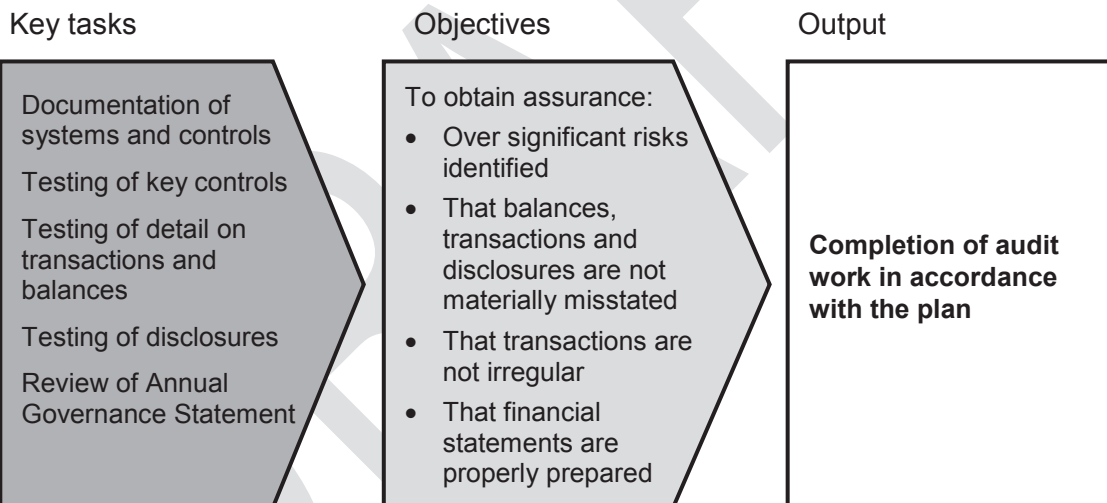 Key tasks
Objectives
Output
Documentation of
systems and controls
Testing of key controls
Testing of detail on
transactions and
balances
Testing of disclosures
Review of Annual
Governance Statement
To obtain assurance:
• Over significant risks
identified
• That balances,
transactions and
disclosures are not
materially misstated
• That transactions are
not irregular
• That financial
statements are
properly prepared
Completion of audit
work in accordance
with the plan